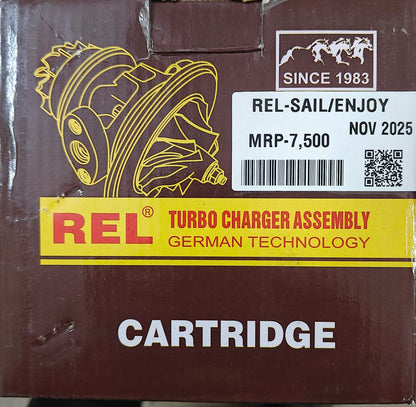 SINCE 1983
REL-SAIL/ENJOY
NOV 2025
MRP-7,500
REL® TURBO CHARGER ASSEMBLY
GERMAN TECHNOLOGY
CARTRIDGE